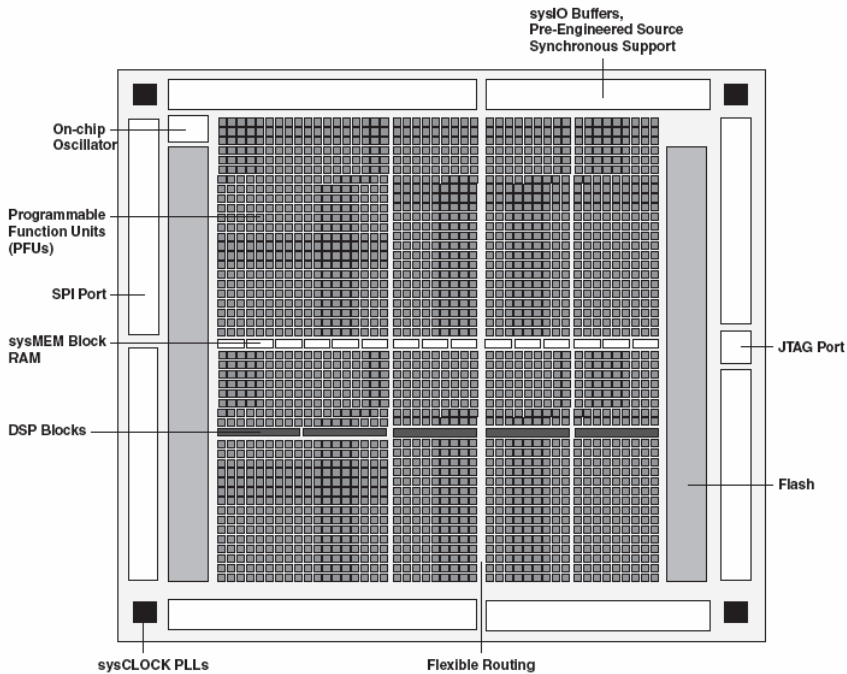 sysIO Buffers,
Pre-Engineered Source
Synchronous Support
On-chip
Oscillator
Programmable
Function Units
(PFUs)
SPI Port
sysMEM Block
RAM
JTAG Port
DSP Blocks
Flash
sysCLOCK PLLs
Flexible Routing